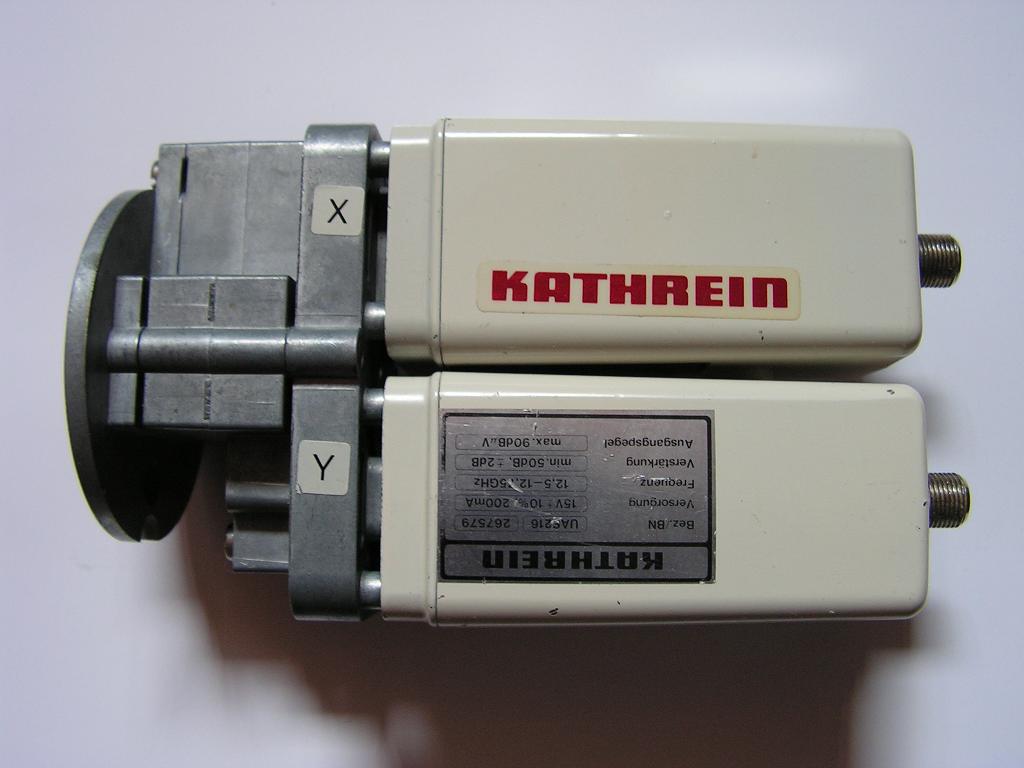 X
KATHREIN
Y
KATHREIN
Bez./BN UAS216 267579
Versorgung 15V ± 10%, 200mA
Frequenz 12,5–12,75GHz
Verstärkung min.50dB, ± 2dB
Ausgangspegel max.90dBµV